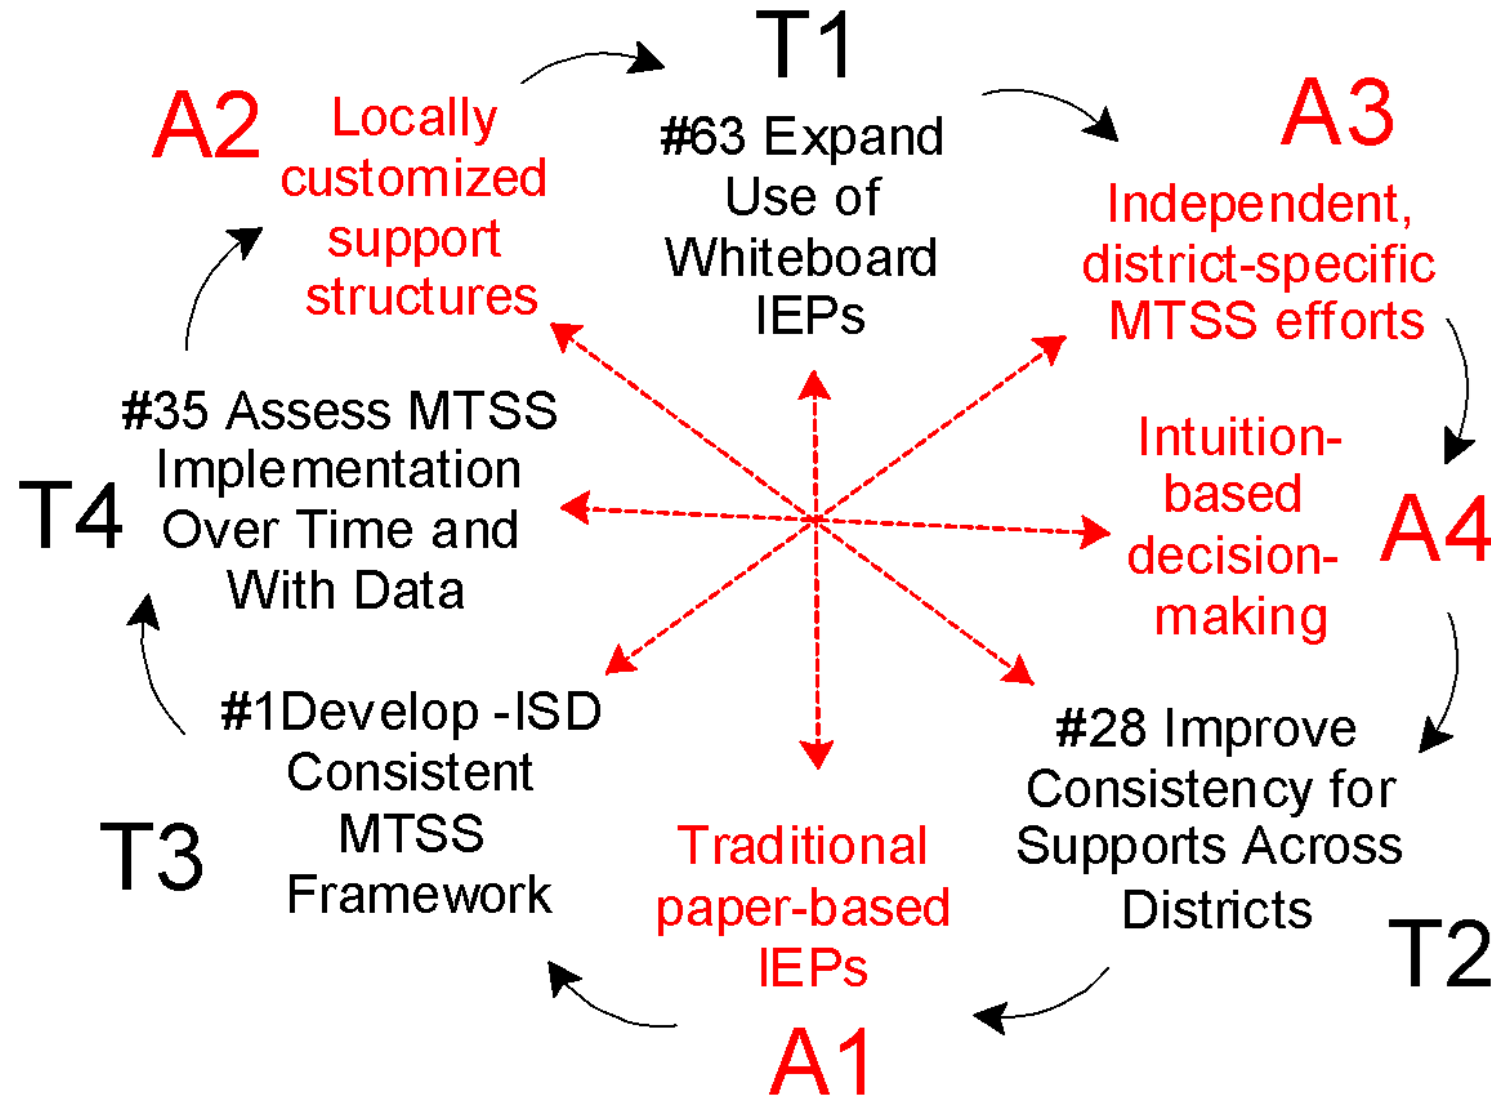 T1
#63 Expand
Use of
Whiteboard
IEPs
A3
Independent,
district-specific
MTSS efforts
Intuition-
based
decision-
making
A4
#28 Improve
Consistency for
Supports Across
Districts
T2
Traditional
paper-based
IEPs
A1
#1Develop -ISD
Consistent
MTSS
Framework
T3
#35 Assess MTSS
Implementation
Over Time and
With Data
T4
A2
Locally
customized
support
structures